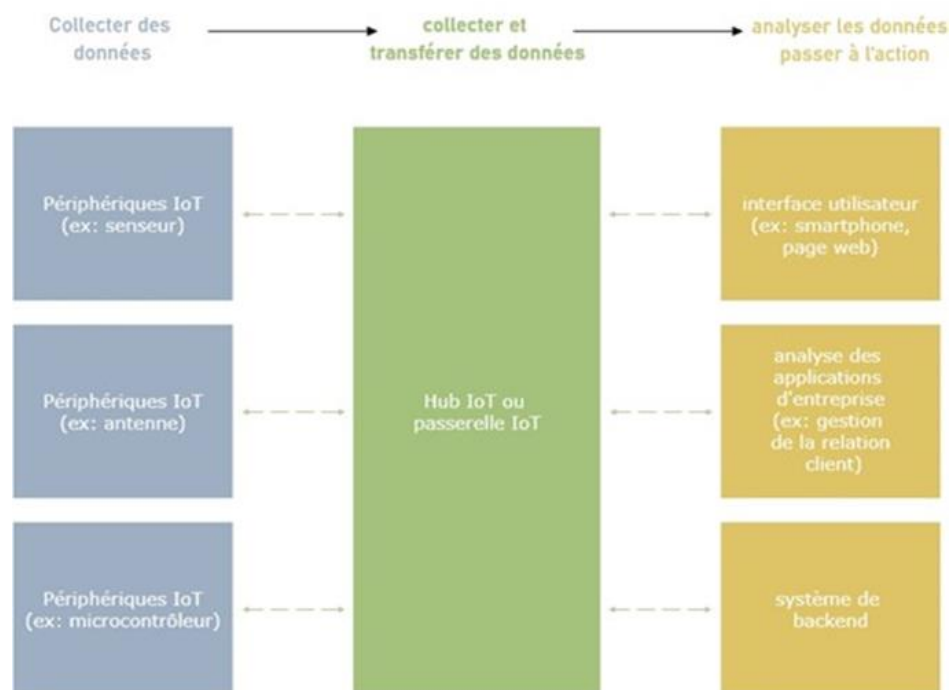 Collecter des
données
collecter et
transférer des données
analyser les données
passer à l'action
Périphériques IoT
(ex: senseur)
interface utilisateur
(ex: smartphone,
page web)
Périphériques IoT
(ex: antenne)
Hub IoT ou
passerelle IoT
analyse des
applications
d'entreprise
(ex: gestion
de la relation
client)
Périphériques IoT
(ex: microcontrôleur)
système de
backend